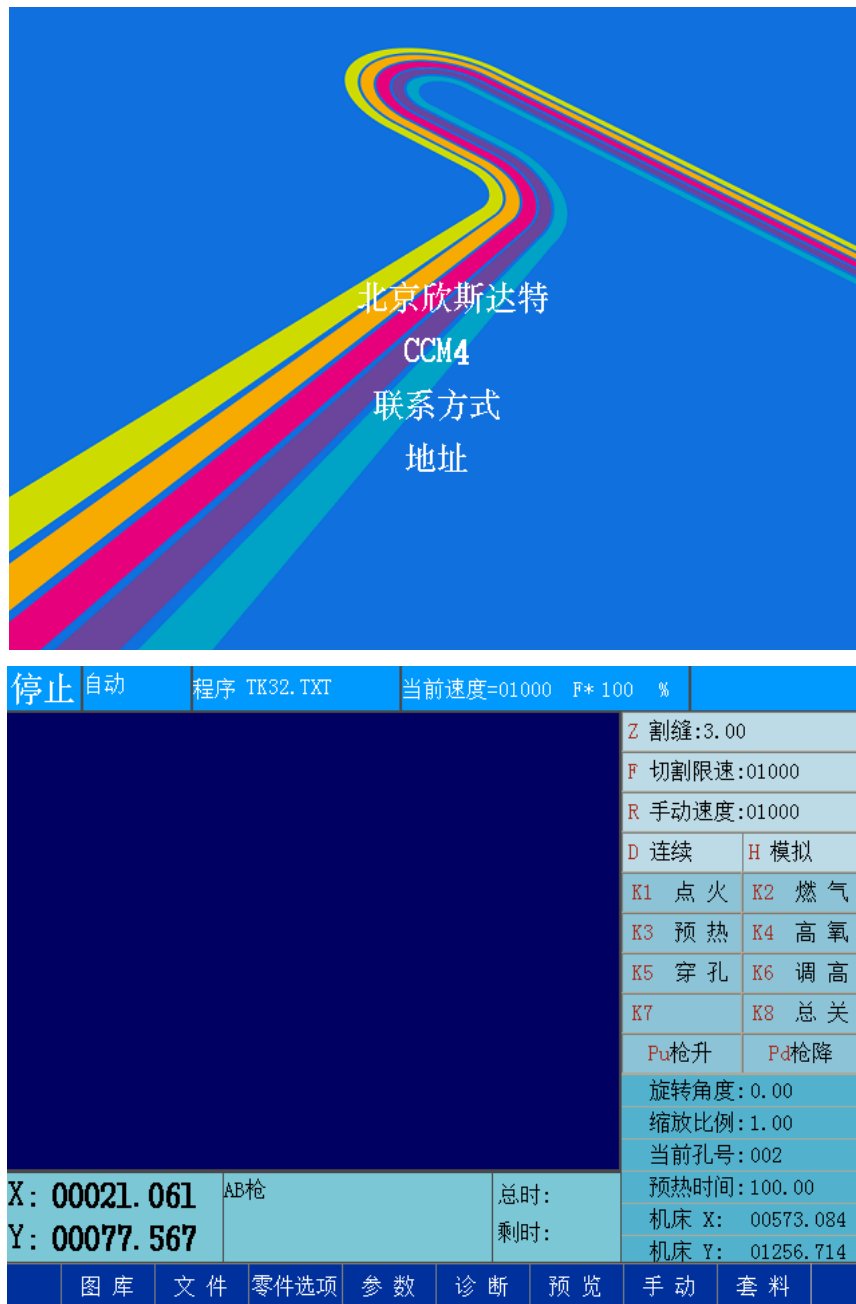 北京欣斯达特
CCM4
联系方式
地址
停止 自动 程序 TK32.TXT 当前速度=01000 F*100 %
Z 割缝:3.00
F 切割限速:01000
R 手动速度:01000
D 连续 H 模拟
K1 点火 K2 燃气
K3 预热 K4 高氧
K5 穿孔 K6 调高
K7 K8 总关
Pu枪升 Pd枪降
旋转角度:0.00
缩放比例:1.00
当前孔号:002
预热时间:100.00
机床 X: 00573.084
机床 Y: 01256.714
X: 00021.061 AB枪 总时:
Y: 00077.567 剩时:
图库 文件 零件选项 参数 诊断 预览 手动 套料